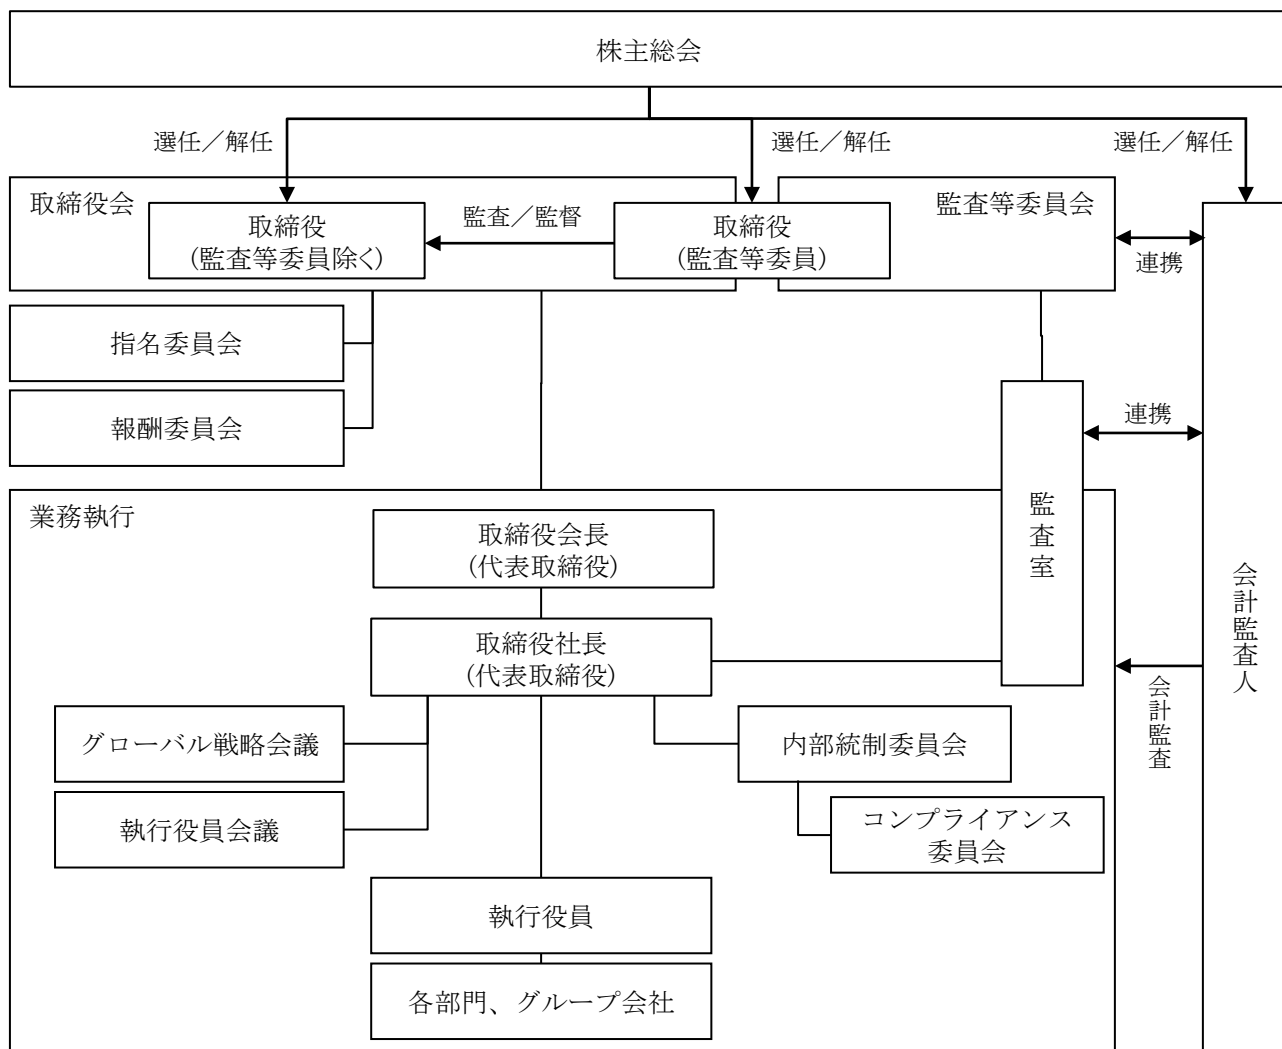 株主総会
選任／解任
選任／解任
選任／解任
取締役会
取締役
(監査等委員除く)
監査／監督
取締役
(監査等委員)
監査等委員会
連携
指名委員会
報酬委員会
連携
監査室
会計監査人
会計監査
業務執行
取締役会長
(代表取締役)
取締役社長
(代表取締役)
グローバル戦略会議
執行役員会議
内部統制委員会
コンプライアンス
委員会
執行役員
各部門、グループ会社